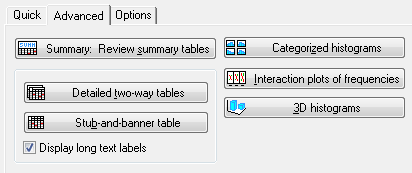 Quick Advanced Options
Summary: Review summary tables
Categorized histograms
Detailed two-way tables
Interaction plots of frequencies
Stub-and-banner table
3D histograms
Display long text labels